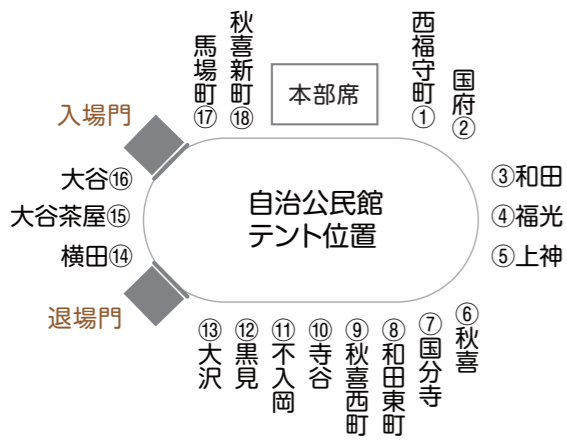 秋喜新町⑱
馬場町⑰
本部席
西福守町①
国府②
入場門
大谷⑯
大谷茶屋⑮
横田⑭
退場門
自治公民館
テント位置
③和田
④福光
⑤上神
⑥秋喜
⑦国分寺
⑧和田東町
⑨秋喜西町
⑩寺谷
⑪不入岡
⑫黒見
⑬大沢